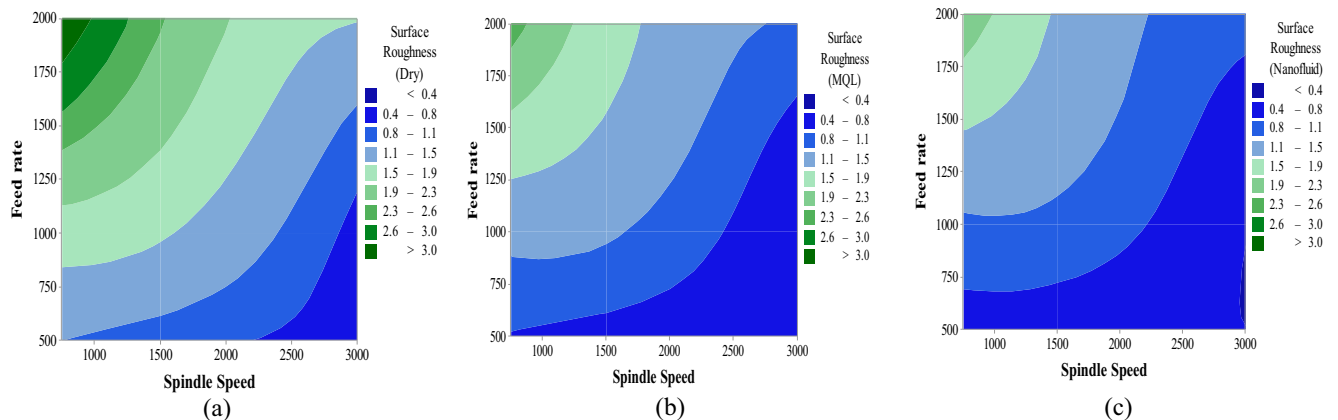 2000
1750
1500
1250
1000
750
500
Feed rate
1000
1500
2000
2500
3000
Spindle Speed
Surface
Roughness
(Dry)
< 0.4
0.4 – 0.8
0.8 – 1.1
1.1 – 1.5
1.5 – 1.9
1.9 – 2.3
2.3 – 2.6
2.6 – 3.0
> 3.0
(a)
2000
1750
1500
1250
1000
750
500
Feed rate
1000
1500
2000
2500
3000
Spindle Speed
Surface
Roughness
(MQL)
< 0.4
0.4 – 0.8
0.8 – 1.1
1.1 – 1.5
1.5 – 1.9
1.9 – 2.3
2.3 – 2.6
2.6 – 3.0
> 3.0
(b)
2000
1750
1500
1250
1000
750
500
Feed rate
1000
1500
2000
2500
3000
Spindle Speed
Surface
Roughness
(Nanofluid)
< 0.4
0.4 – 0.8
0.8 – 1.1
1.1 – 1.5
1.5 – 1.9
1.9 – 2.3
2.3 – 2.6
2.6 – 3.0
> 3.0
(c)